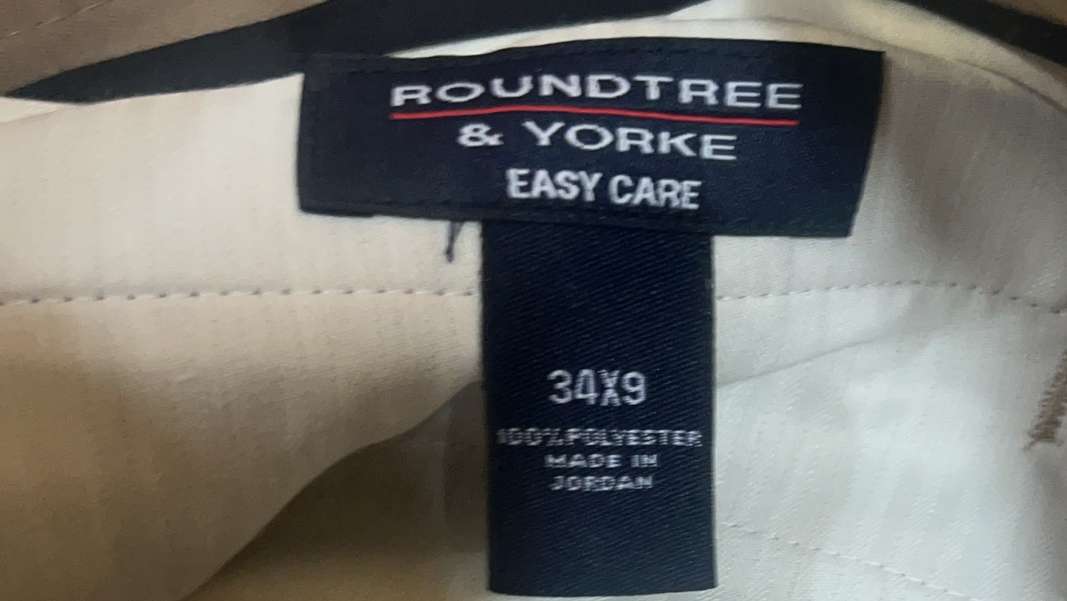 ROUNDTREE
& YORKE
EASY CARE
34X9
100% POLYESTER
MADE IN
JORDAN